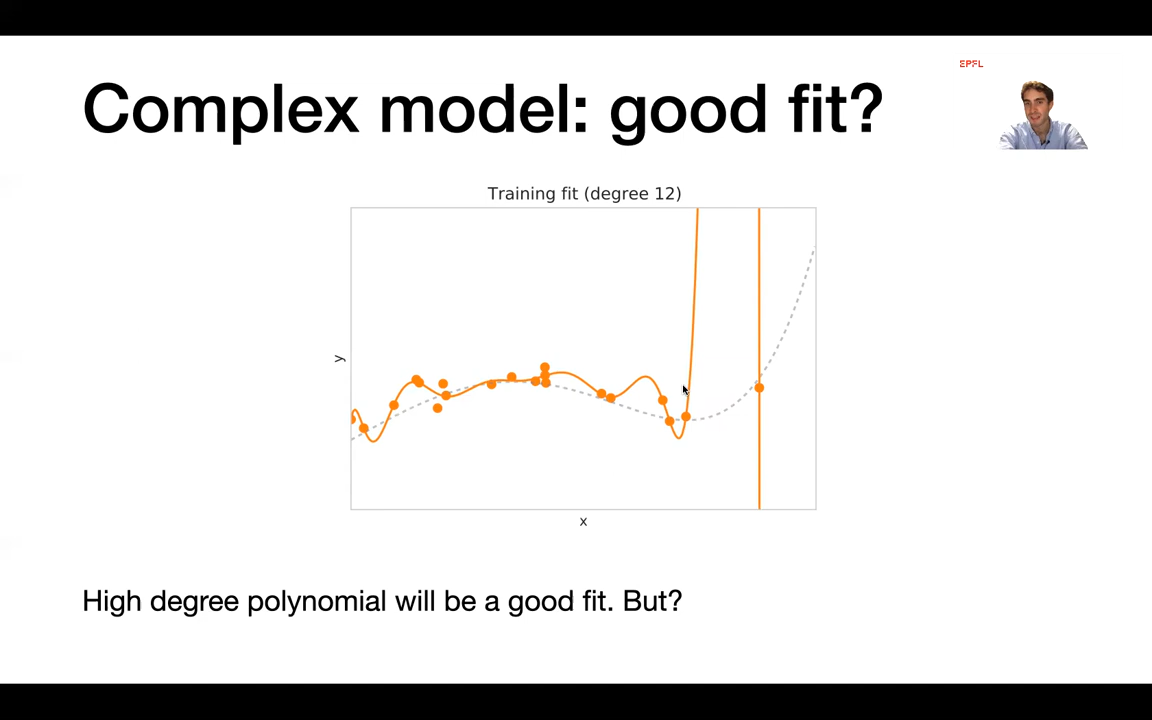 EPFL
Complex model: good fit?
Training fit (degree 12)
y
x
High degree polynomial will be a good fit. But?